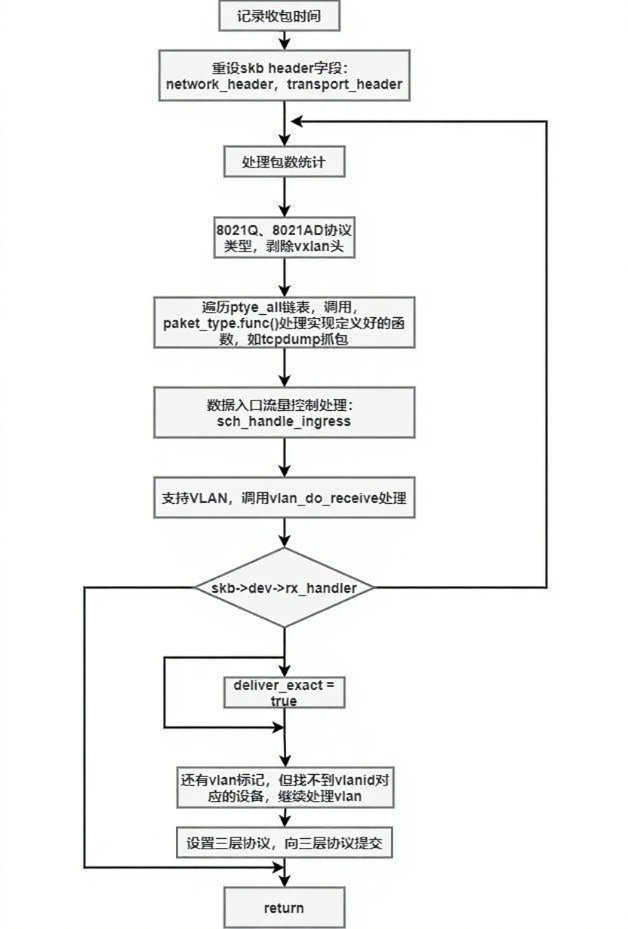 记录收包时间
重设skb header字段：
network_header，transport_header
处理包数统计
8021Q、8021AD协议
类型，剥除vxlan头
遍历ptye_all链表，调用，
paket_type.func()处理实现定义好的函
数，如tcpdump抓包
数据入口流量控制处理：
sch_handle_ingress
支持VLAN，调用vlan_do_receive处理
skb->dev->rx_handler
deliver_exact =
true
还有vlan标记，但找不到vlanid对
应的设备，继续处理vlan
设置三层协议，向三层协议提交
return